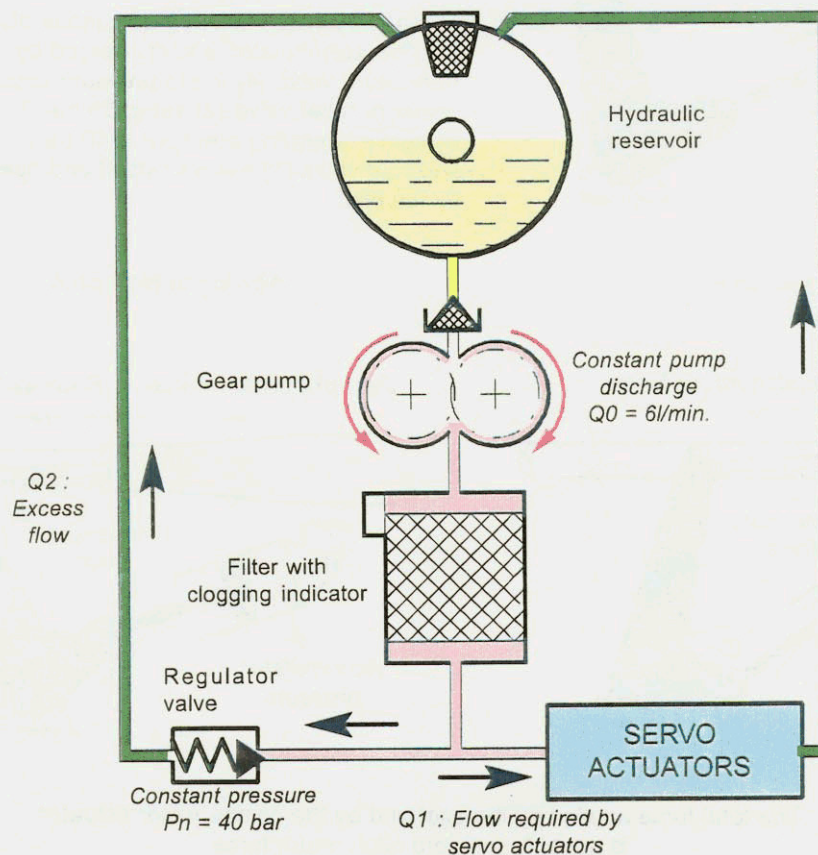 Hydraulic
reservoir
Gear pump
Constant pump
discharge
Q0 = 6l/min.
Q2 :
Excess
flow
Filter with
clogging indicator
Regulator
valve
SERVO
ACTUATORS
Constant pressure
Pn = 40 bar
Q1 : Flow required by
servo actuators